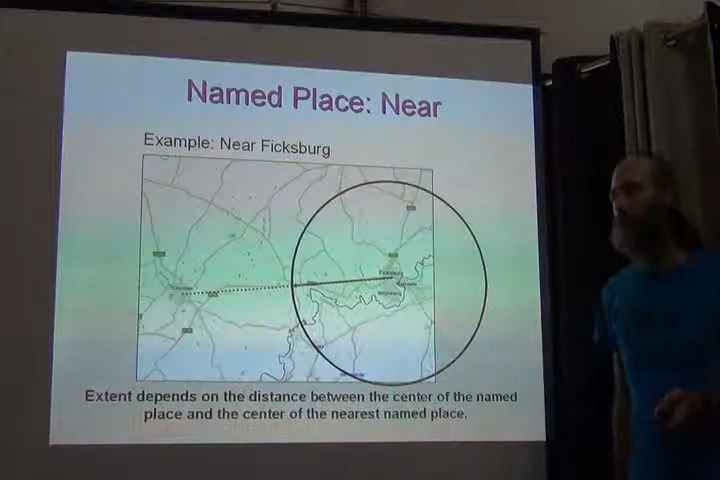 Named Place: Near
Example: Near Ficksburg
Ficksburg
Extent depends on the distance between the center of the named
place and the center of the nearest named place.